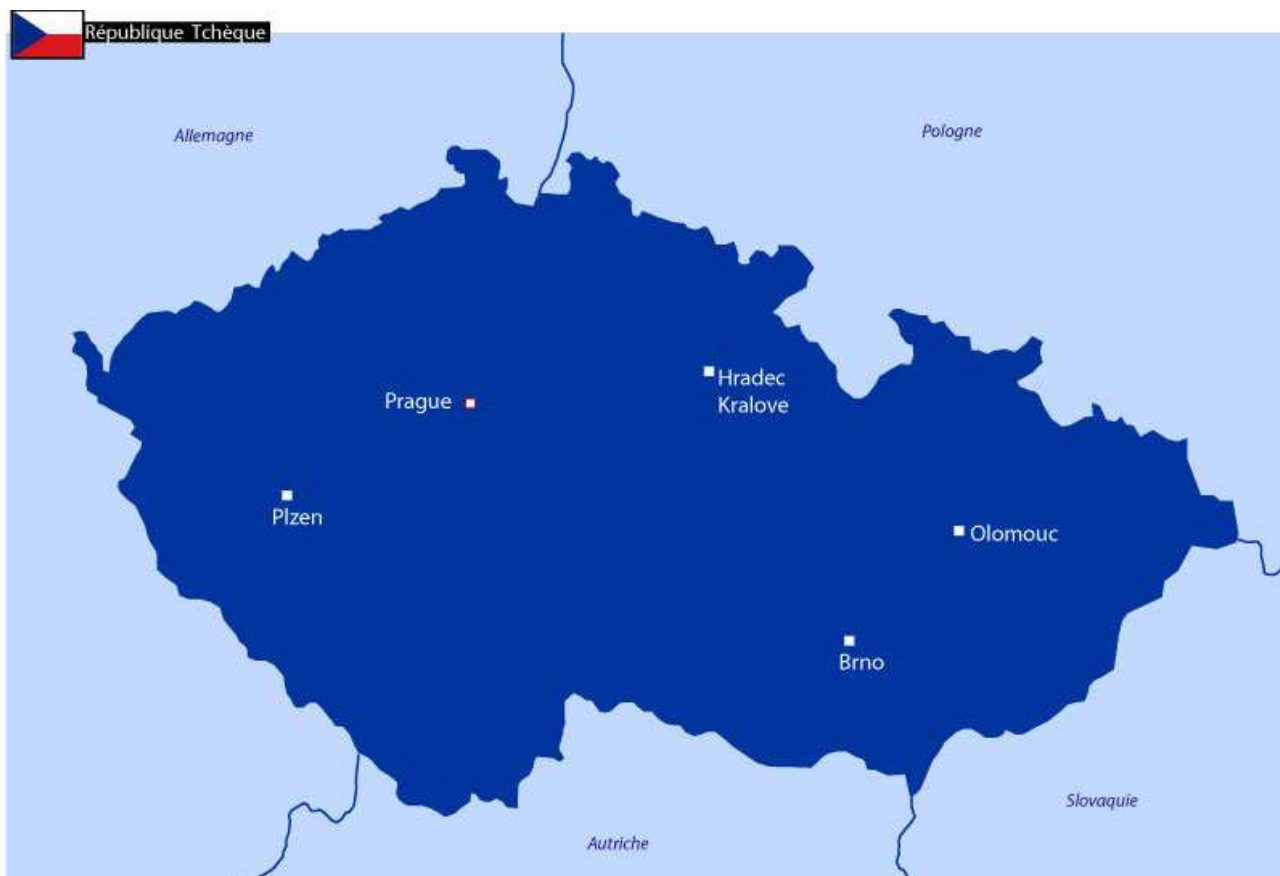 République Tchèque
Allemagne
Pologne
Hradec
Kralove
Prague
Plzen
Olomouc
Brno
Slovaquie
Autriche